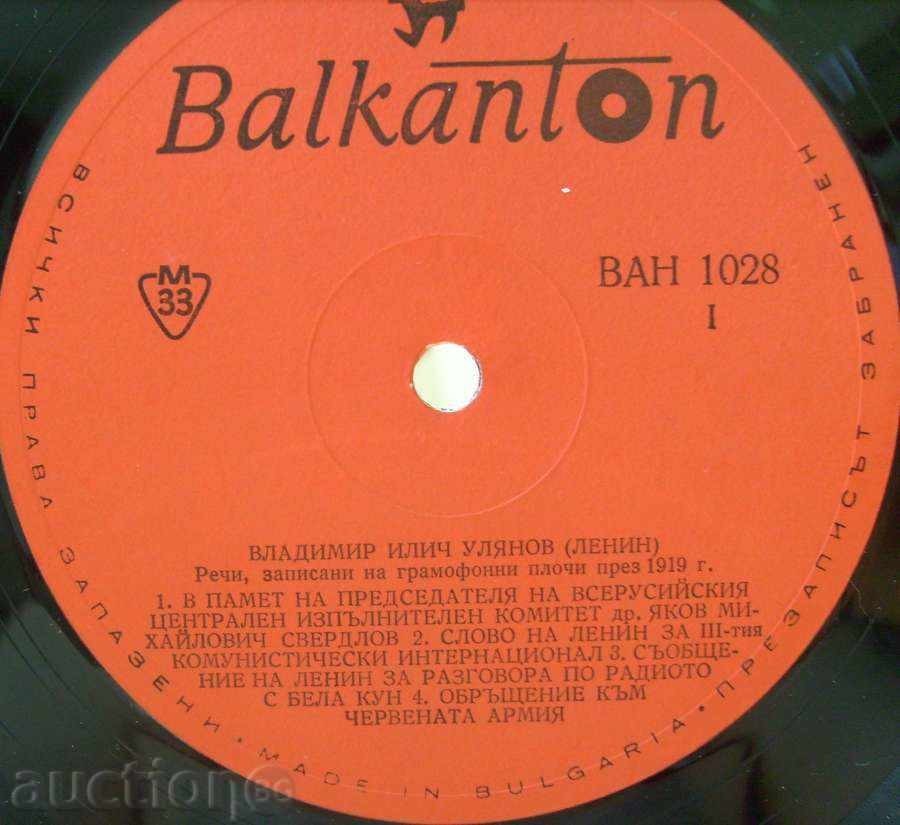 Balkanton
М
33
ВАН 1028
I
ВЛАДИМИР ИЛИЧ УЛЯНОВ (ЛЕНИН)
Речи, записани на грамофонни плочи през 1919 г.
1. В ПАМЕТ НА ПРЕДСЕДАТЕЛЯ НА ВСЕРУСИЙСКИЯ
ЦЕНТРАЛЕН ИЗПЪЛНИТЕЛЕН КОМИТЕТ др. ЯКОВ МИ-
ХАЙЛОВИЧ СВЕРДЛОВ 2. СЛОВО НА ЛЕНИН ЗА III-тия
КОМУНИСТИЧЕСКИ ИНТЕРНАЦИОНАЛ 3. СЪОБЩЕ-
НИЕ НА ЛЕНИН ЗА РАЗГОВОРА ПО РАДИОТО
С БЕЛА КУН 4. ОБРЪЩЕНИЕ КЪМ
ЧЕРВЕНАТА АРМИЯ
ВСИЧКИ ПРАВА ЗАПАЗЕНИ • MADE IN BULGARIA • ПРЕЗАПИСЪТ ЗАБРАНЕН
auction